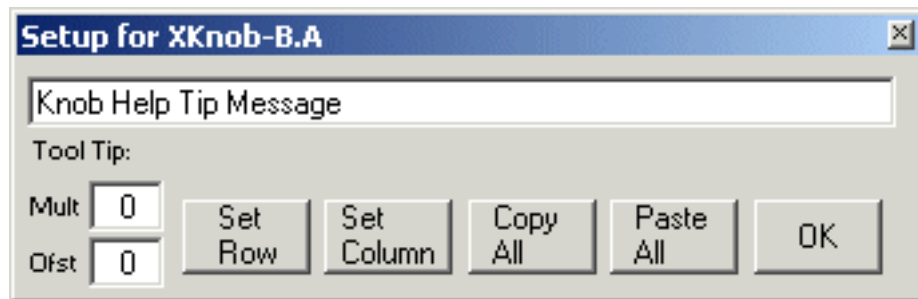 Setup for XKnob-B.A
Knob Help Tip Message
Tool Tip:
Mult 0
Ofst 0
Set Row
Set Column
Copy All
Paste All
OK